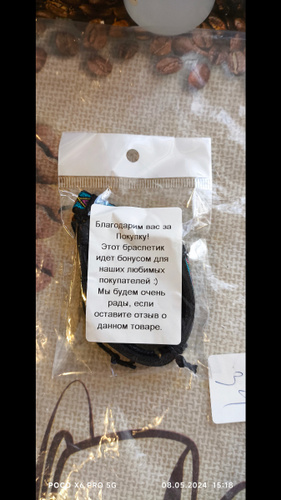 Благодарим вас за
Покупку!
Этот браспетик
идет бонусом для
наших любимых
покупателей :)
Мы будем очень
рады, если
оставите отзыв о
данном товаре.
POCO X6 PRO 5G
08.05.2024 15:18